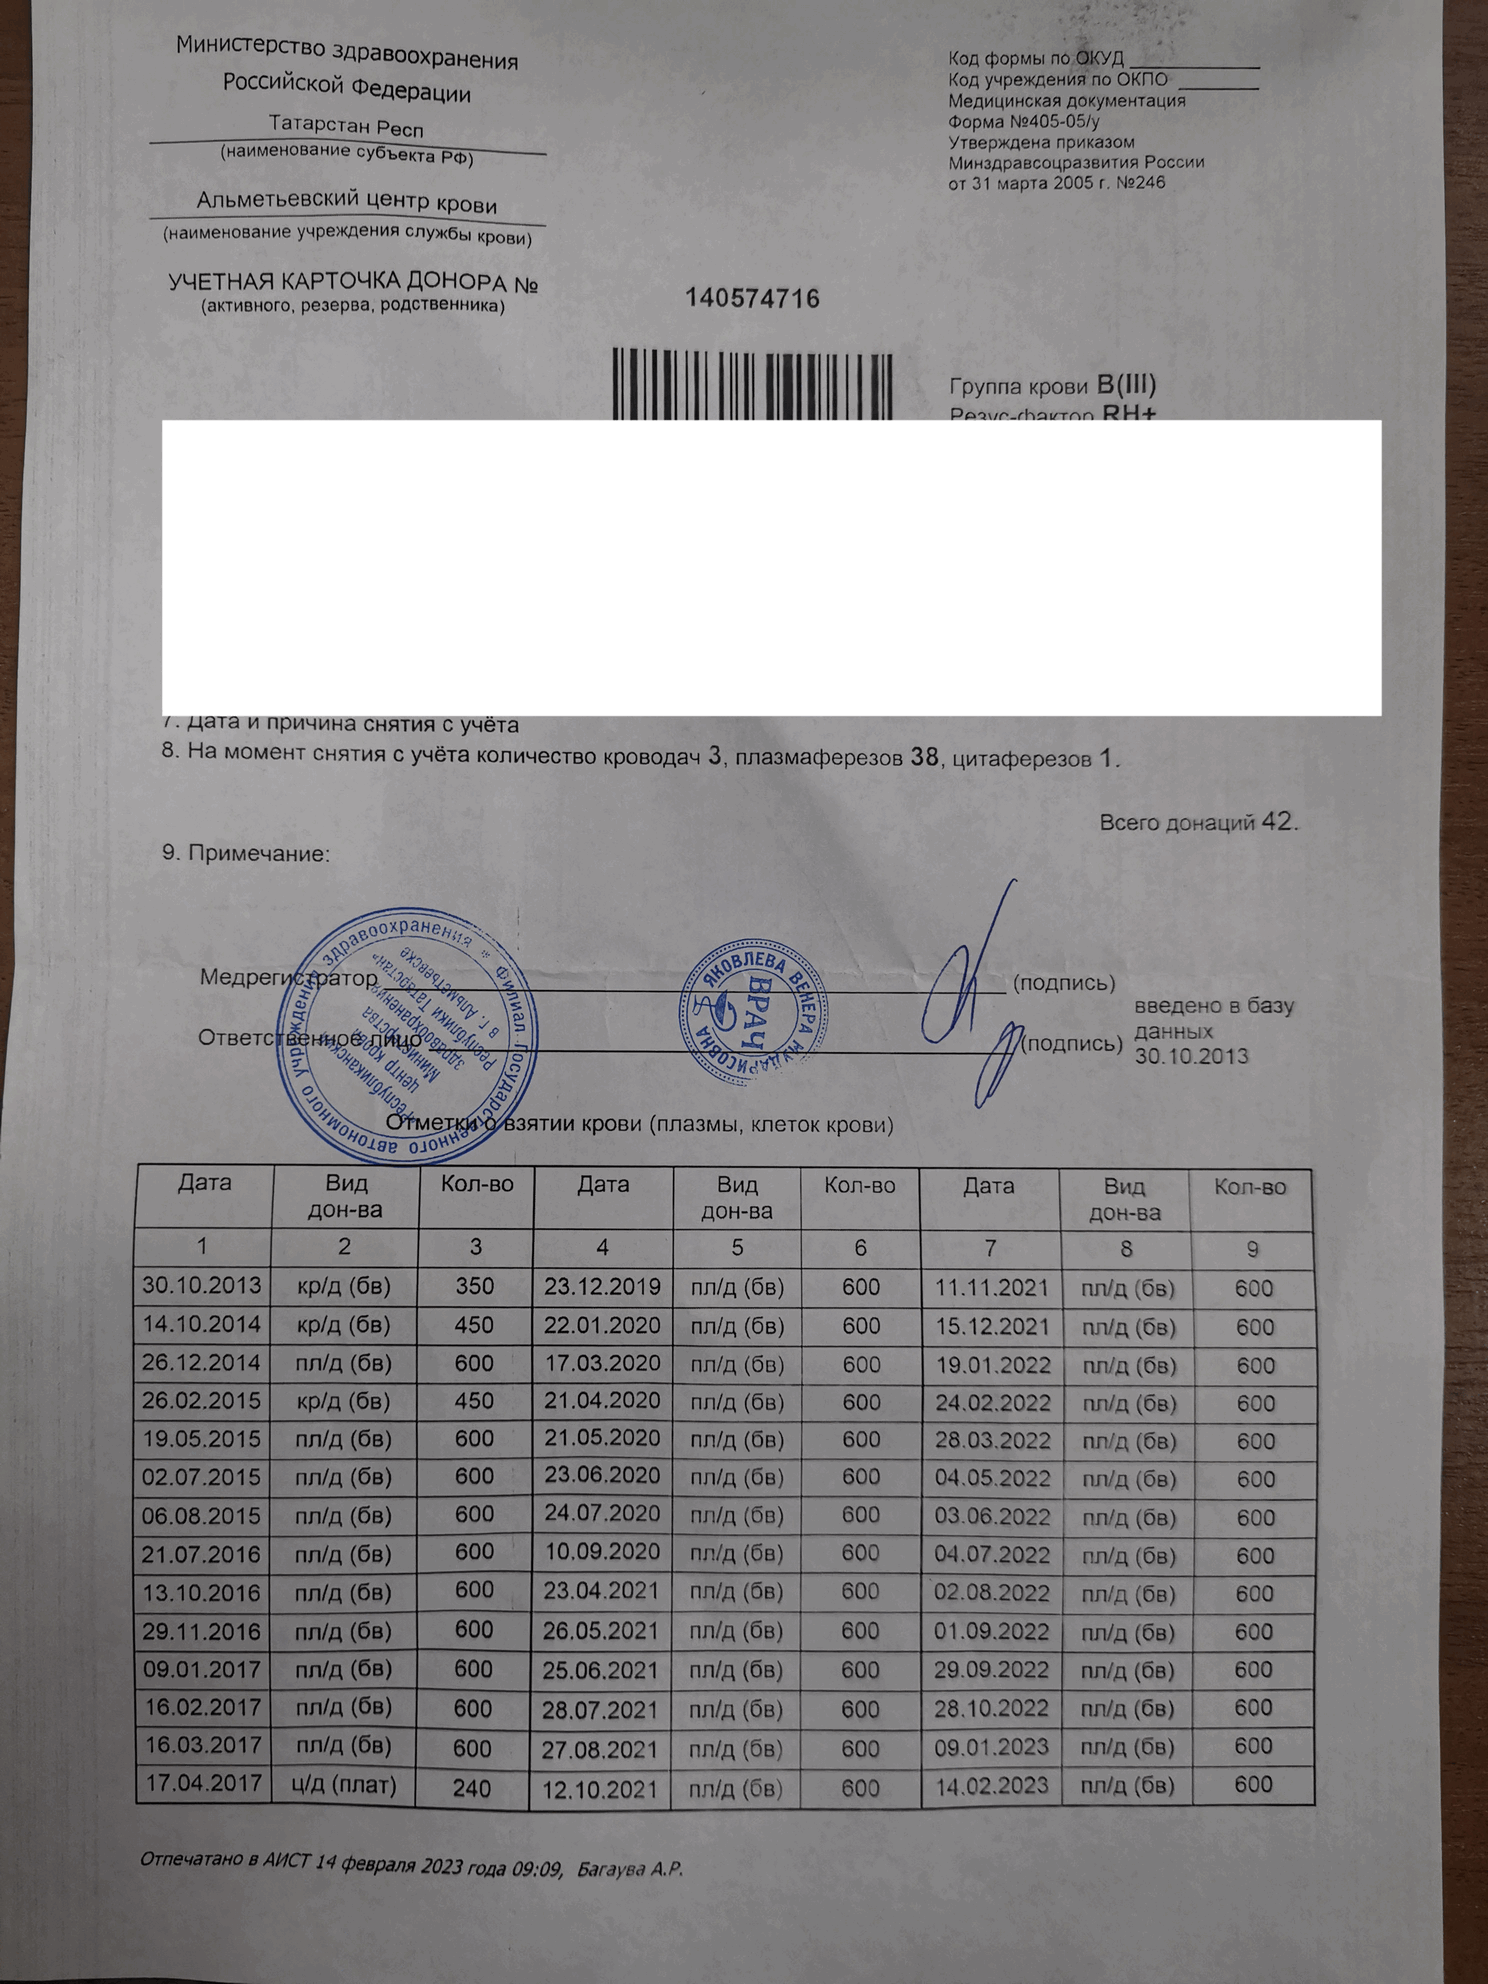 Министерство здравоохранения
Российской Федерации
Татарстан Респ
(наименование субъекта РФ)
Альметьевский центр крови
(наименование учреждения службы крови)
УЧЕТНАЯ КАРТОЧКА ДОНОРА №
(активного, резерва, родственника)
Код формы по ОКУД
Код учреждения по ОКПО
Медицинская документация
Форма №405-05/у
Утверждена приказом
Минздравсоцразвития России
от 31 марта 2005 г. №246
140574716
Группа крови B(III)
Резус-фактор RH+
7. Дата и причина снятия с учёта
8. На момент снятия с учёта количество кроводач 3, плазмаферезов 38, цитаферезов 1.
Всего донаций 42.
9. Примечание:
Медрегистратор (подпись)
Ответственное лицо (подпись)
введено в базу
данных
30.10.2013
Филиал Государственного автономного учреждения здравоохранения
Республиканский
центр крови
Министерства
здравоохранения
Республики Татарстан»
в г. Альметьевске
ЯКОВЛЕВА ВЕНЕРА МУДАРИСОВНА
ВРАЧ
Отметки о взятии крови (плазмы, клеток крови)
Дата Вид дон-ва Кол-во Дата Вид дон-ва Кол-во Дата Вид дон-ва Кол-во
1 2 3 4 5 6 7 8 9
30.10.2013 кр/д (бв) 350 23.12.2019 пл/д (бв) 600 11.11.2021 пл/д (бв) 600
14.10.2014 кр/д (бв) 450 22.01.2020 пл/д (бв) 600 15.12.2021 пл/д (бв) 600
26.12.2014 пл/д (бв) 600 17.03.2020 пл/д (бв) 600 19.01.2022 пл/д (бв) 600
26.02.2015 кр/д (бв) 450 21.04.2020 пл/д (бв) 600 24.02.2022 пл/д (бв) 600
19.05.2015 пл/д (бв) 600 21.05.2020 пл/д (бв) 600 28.03.2022 пл/д (бв) 600
02.07.2015 пл/д (бв) 600 23.06.2020 пл/д (бв) 600 04.05.2022 пл/д (бв) 600
06.08.2015 пл/д (бв) 600 24.07.2020 пл/д (бв) 600 03.06.2022 пл/д (бв) 600
21.07.2016 пл/д (бв) 600 10.09.2020 пл/д (бв) 600 04.07.2022 пл/д (бв) 600
13.10.2016 пл/д (бв) 600 23.04.2021 пл/д (бв) 600 02.08.2022 пл/д (бв) 600
29.11.2016 пл/д (бв) 600 26.05.2021 пл/д (бв) 600 01.09.2022 пл/д (бв) 600
09.01.2017 пл/д (бв) 600 25.06.2021 пл/д (бв) 600 29.09.2022 пл/д (бв) 600
16.02.2017 пл/д (бв) 600 28.07.2021 пл/д (бв) 600 28.10.2022 пл/д (бв) 600
16.03.2017 пл/д (бв) 600 27.08.2021 пл/д (бв) 600 09.01.2023 пл/д (бв) 600
17.04.2017 ц/д (плат) 240 12.10.2021 пл/д (бв) 600 14.02.2023 пл/д (бв) 600
Отпечатано в АИСТ 14 февраля 2023 года 09:09, Багаува А.Р.